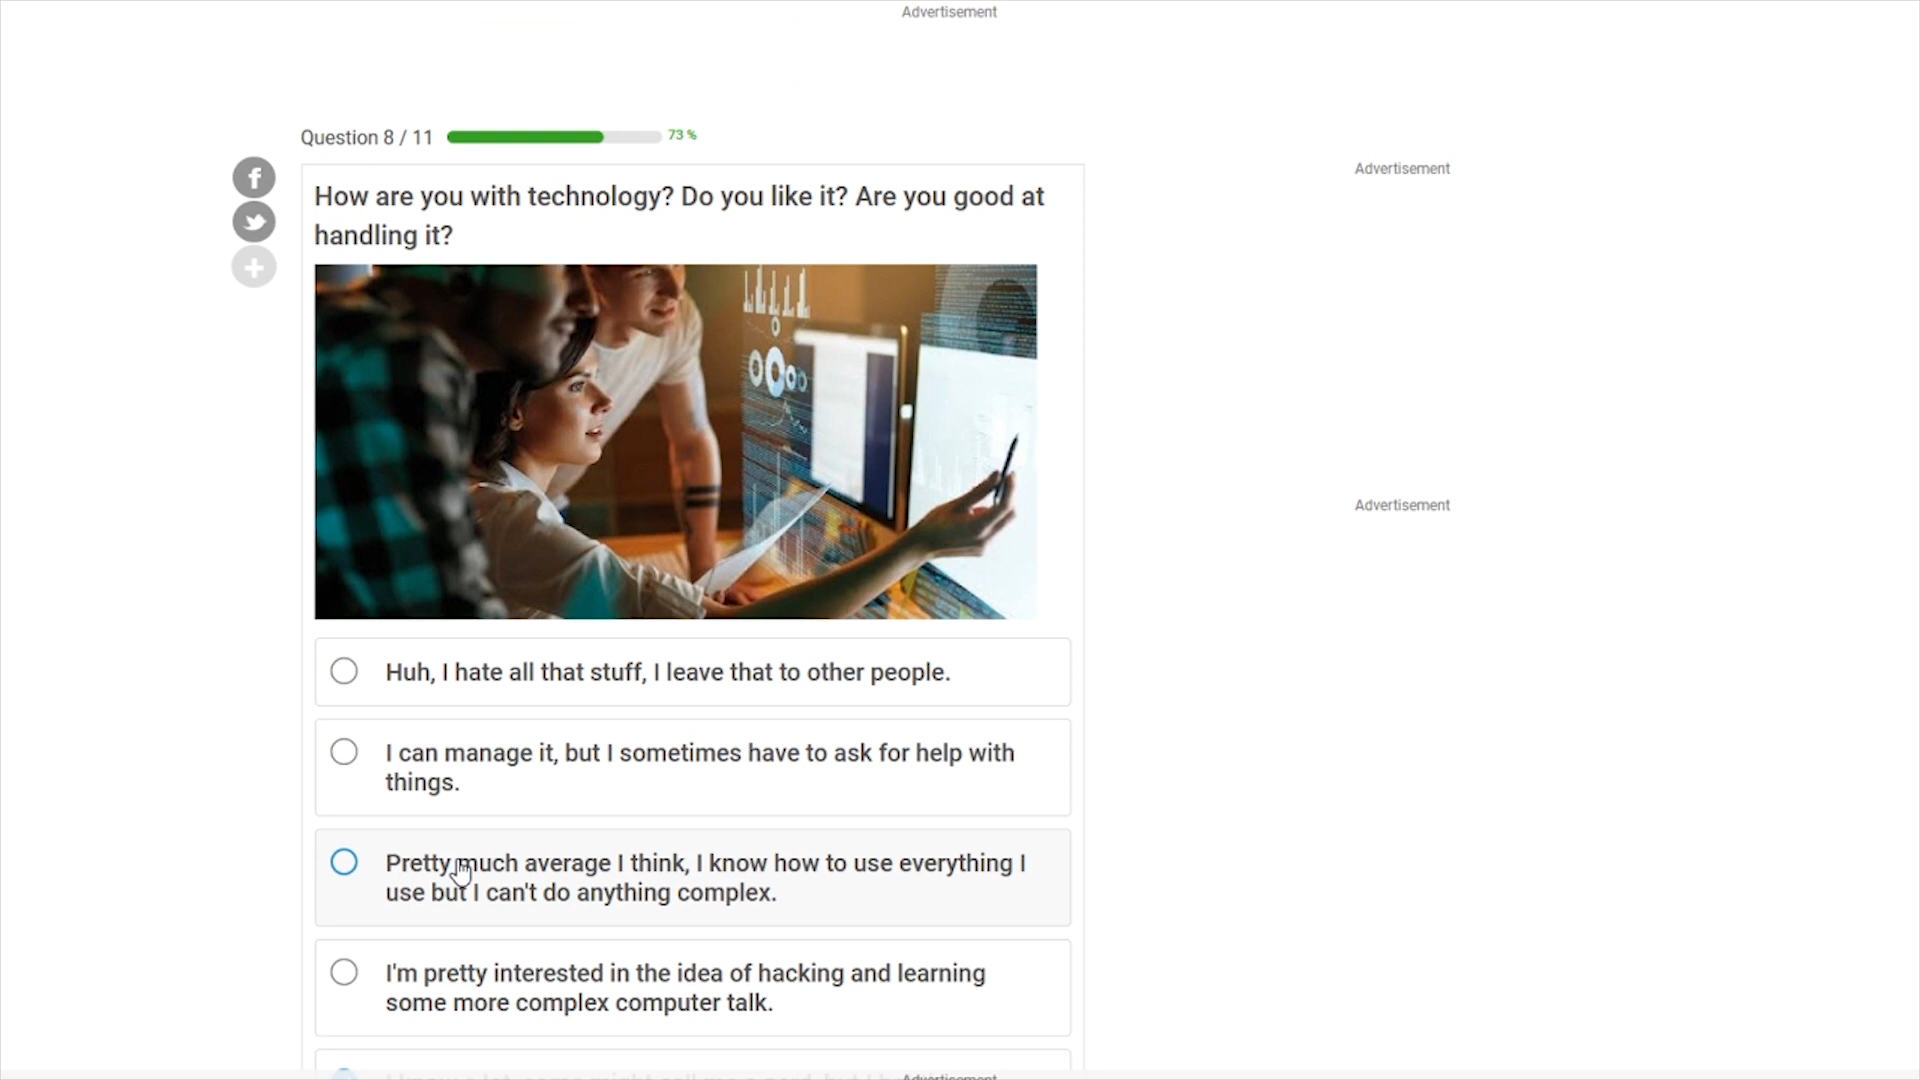 Advertisement
Question 8 / 11
73 %
Advertisement
How are you with technology? Do you like it? Are you good at
handling it?
Advertisement
Huh, I hate all that stuff, I leave that to other people.
I can manage it, but I sometimes have to ask for help with
things.
Pretty much average I think, I know how to use everything I
use but I can't do anything complex.
I'm pretty interested in the idea of hacking and learning
some more complex computer talk.
Advertisement